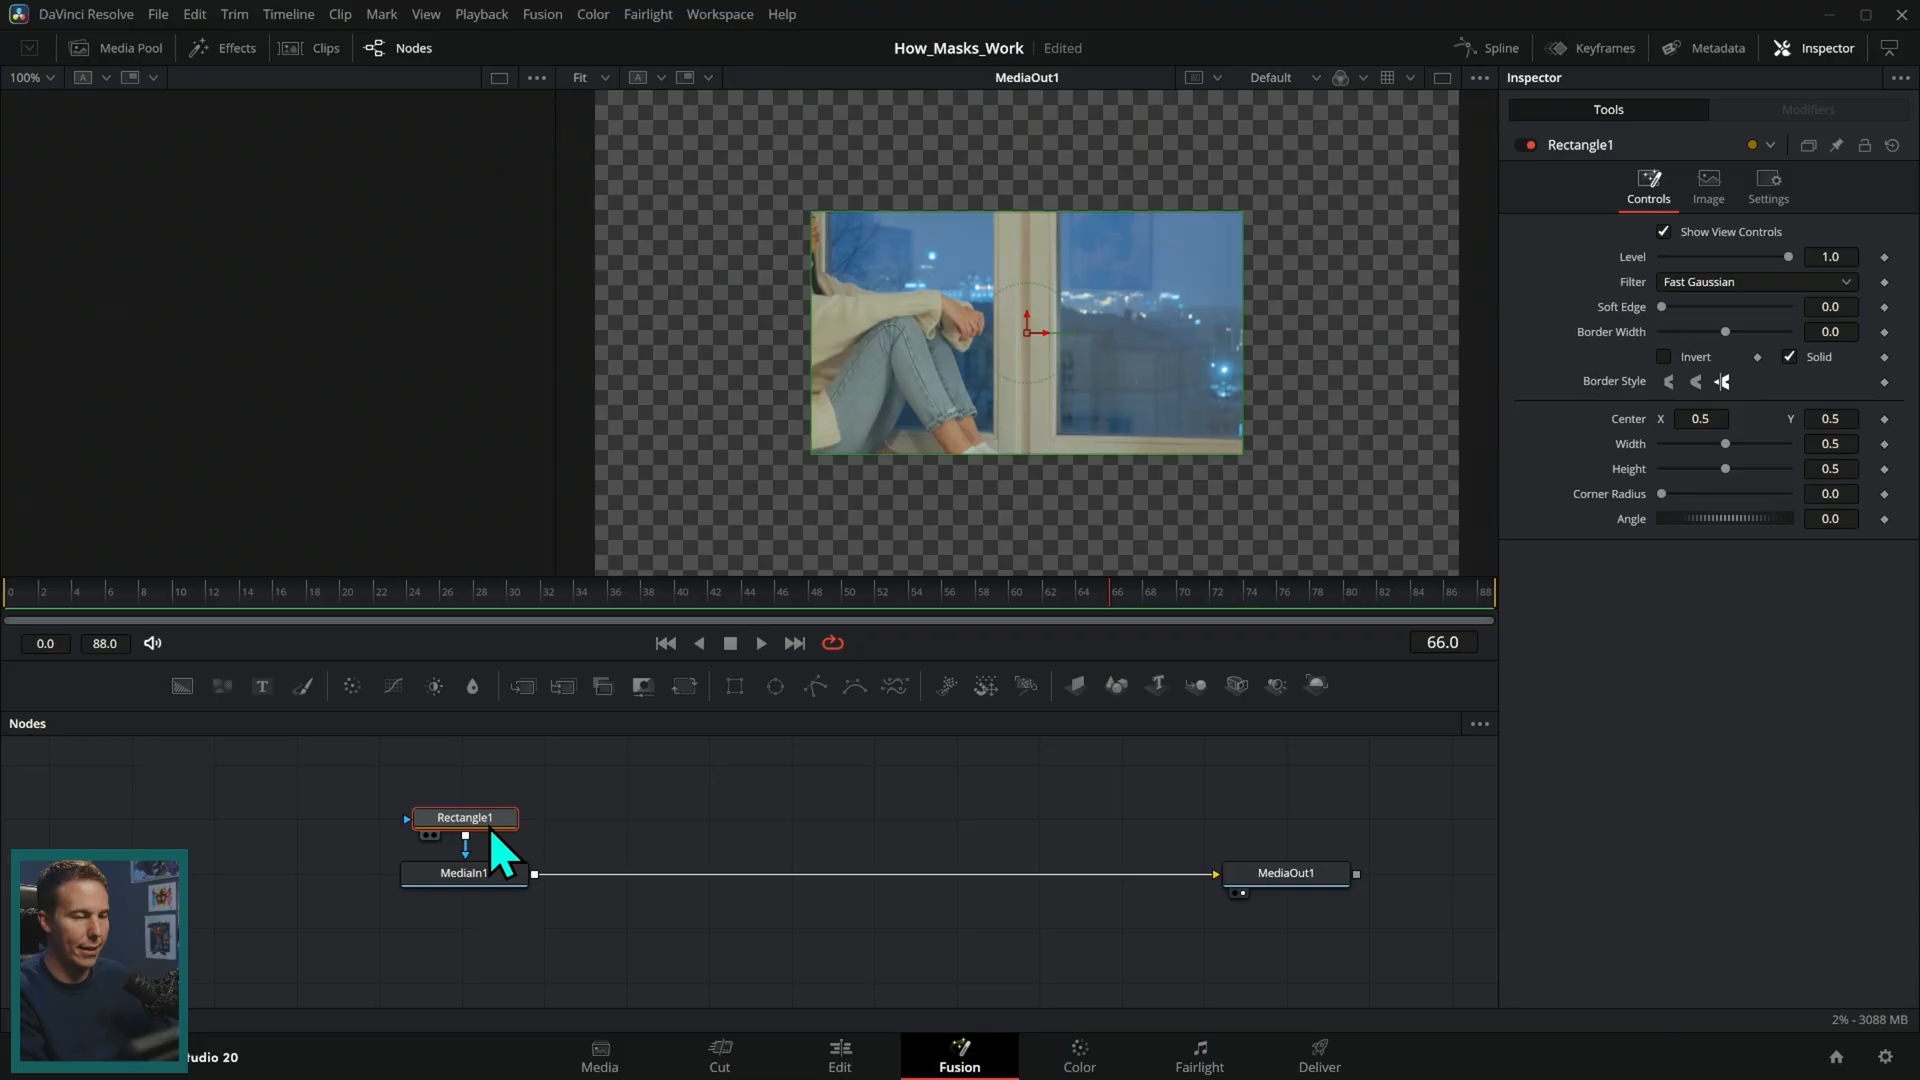 DaVinci Resolve File Edit Trim Timeline Clip Mark View Playback Fusion Color Fairlight Workspace Help
Media Pool Effects Clips Nodes How_Masks_Work Edited Spline Keyframes Metadata Inspector
100% A Fit A MediaOut1 Default Inspector
Tools Modifiers
Rectangle1
Controls Image Settings
Show View Controls
Level 1.0
Filter Fast Gaussian
Soft Edge 0.0
Border Width 0.0
Invert Solid
Border Style
Center X 0.5 Y 0.5
Width 0.5
Height 0.5
Corner Radius 0.0
Angle 0.0
0 2 4 6 8 10 12 14 16 18 20 22 24 26 28 30 32 34 36 38 40 42 44 46 48 50 52 54 56 58 60 62 64 66 68 70 72 74 76 78 80 82 84 86 88
0.0 88.0 66.0
T T
Nodes
Rectangle1
MediaIn1 MediaOut1
2% - 3088 MB
tudio 20 Media Cut Edit Fusion Color Fairlight Deliver